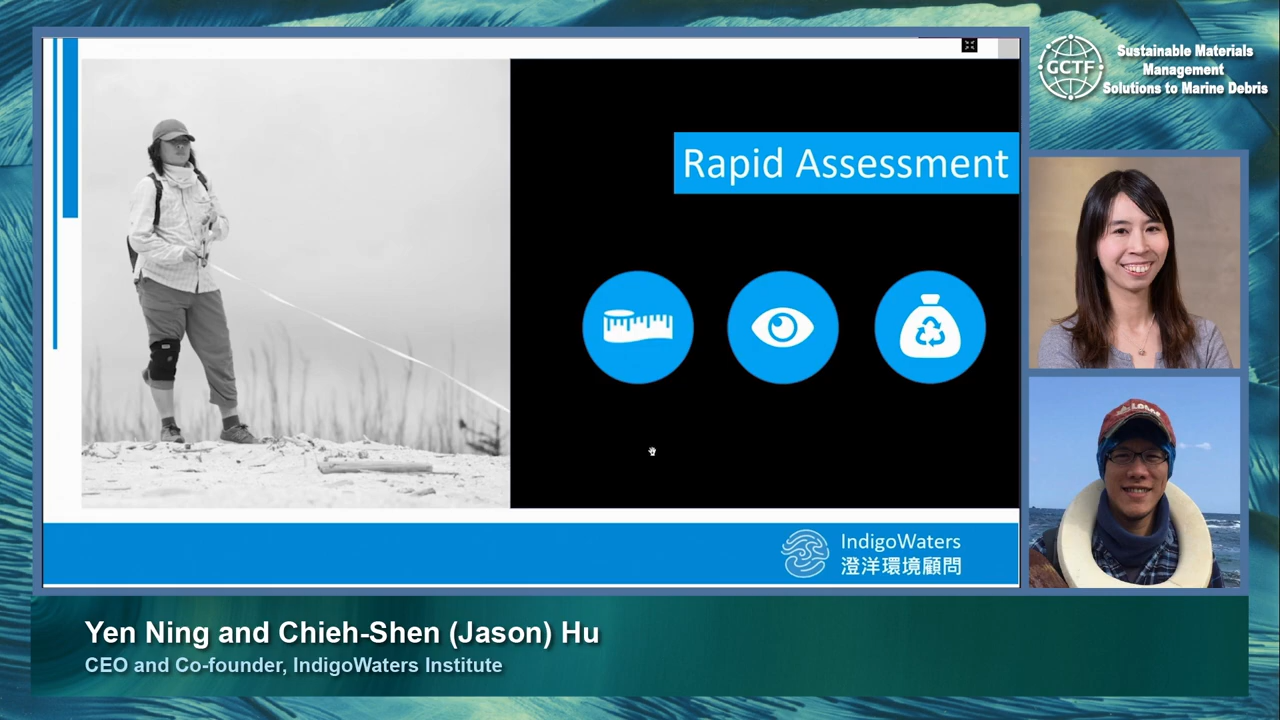 GCTF
Sustainable Materials
Management
Solutions to Marine Debris
Rapid Assessment
IndigoWaters
澄洋環境顧問
Yen Ning and Chieh-Shen (Jason) Hu
CEO and Co-founder, IndigoWaters Institute